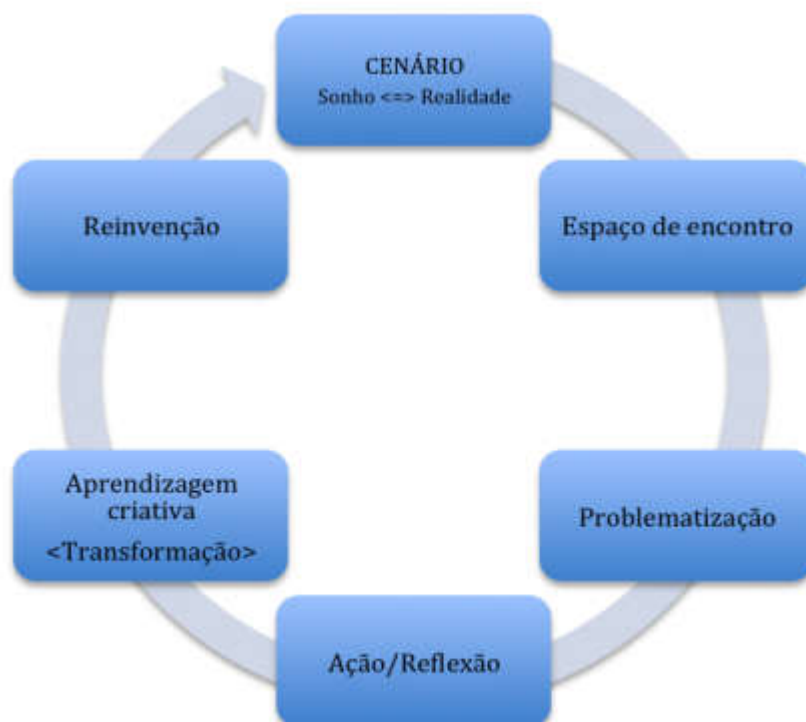 CENÁRIO
Sonho <=> Realidade
Espaço de encontro
Problematização
Ação/Reflexão
Aprendizagem
criativa
<Transformação>
Reinvenção